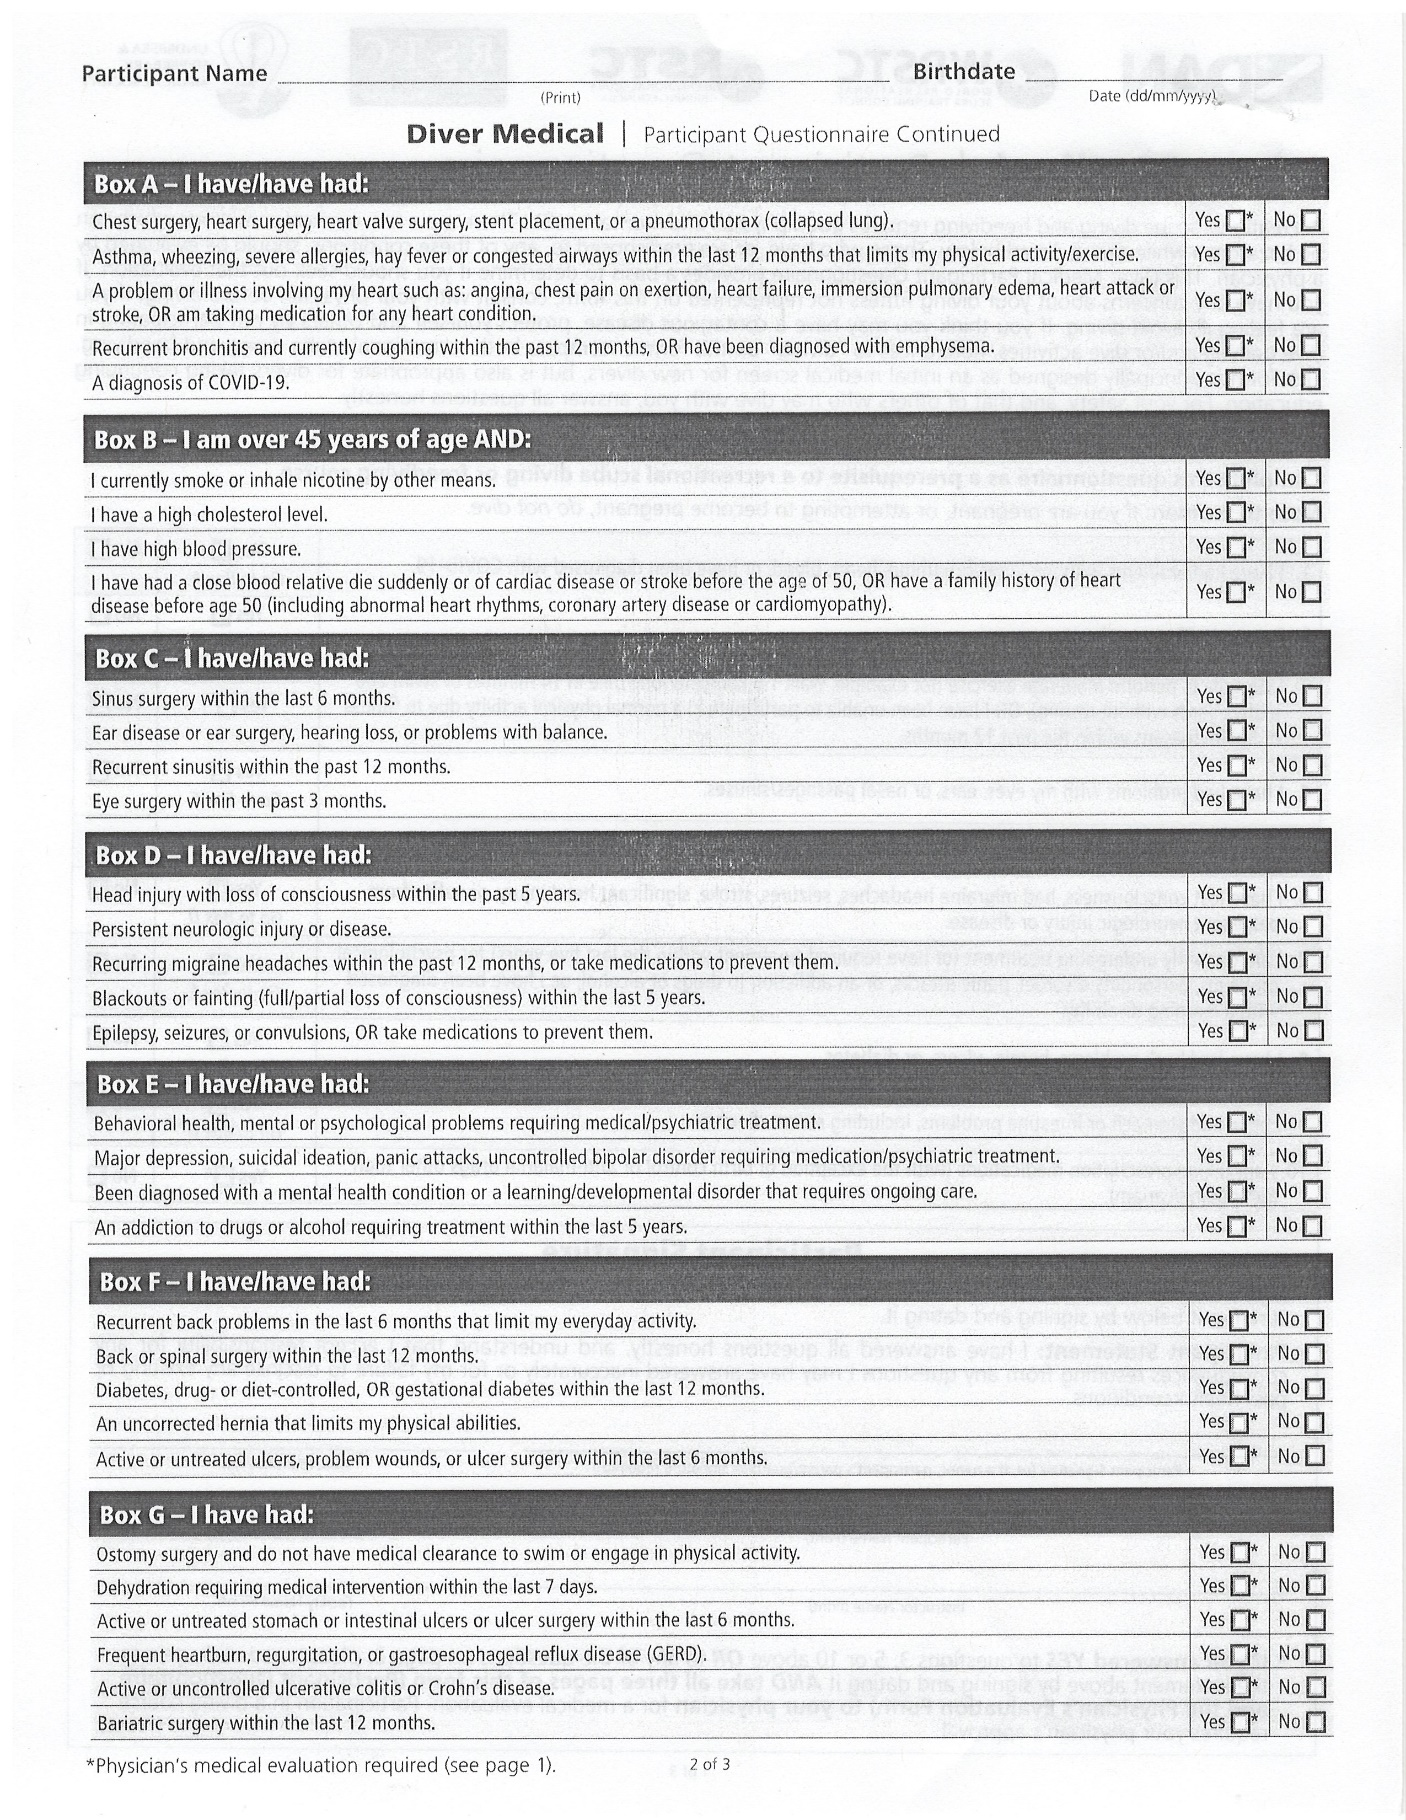 Participant Name Birthdate
(Print) Date (dd/mm/yyyy)
Diver Medical | Participant Questionnaire Continued
Box A – I have/have had:
Chest surgery, heart surgery, heart valve surgery, stent placement, or a pneumothorax (collapsed lung). Yes ☐* No ☐
Asthma, wheezing, severe allergies, hay fever or congested airways within the last 12 months that limits my physical activity/exercise. Yes ☐* No ☐
A problem or illness involving my heart such as: angina, chest pain on exertion, heart failure, immersion pulmonary edema, heart attack or
stroke, OR am taking medication for any heart condition. Yes ☐* No ☐
Recurrent bronchitis and currently coughing within the past 12 months, OR have been diagnosed with emphysema. Yes ☐* No ☐
A diagnosis of COVID-19. Yes ☐* No ☐
Box B – I am over 45 years of age AND:
I currently smoke or inhale nicotine by other means. Yes ☐* No ☐
I have a high cholesterol level. Yes ☐* No ☐
I have high blood pressure. Yes ☐* No ☐
I have had a close blood relative die suddenly or of cardiac disease or stroke before the age of 50, OR have a family history of heart
disease before age 50 (including abnormal heart rhythms, coronary artery disease or cardiomyopathy). Yes ☐* No ☐
Box C – I have/have had:
Sinus surgery within the last 6 months. Yes ☐* No ☐
Ear disease or ear surgery, hearing loss, or problems with balance. Yes ☐* No ☐
Recurrent sinusitis within the past 12 months. Yes ☐* No ☐
Eye surgery within the past 3 months. Yes ☐* No ☐
Box D – I have/have had:
Head injury with loss of consciousness within the past 5 years. Yes ☐* No ☐
Persistent neurologic injury or disease. Yes ☐* No ☐
Recurring migraine headaches within the past 12 months, or take medications to prevent them. Yes ☐* No ☐
Blackouts or fainting (full/partial loss of consciousness) within the last 5 years. Yes ☐* No ☐
Epilepsy, seizures, or convulsions, OR take medications to prevent them. Yes ☐* No ☐
Box E – I have/have had:
Behavioral health, mental or psychological problems requiring medical/psychiatric treatment. Yes ☐* No ☐
Major depression, suicidal ideation, panic attacks, uncontrolled bipolar disorder requiring medication/psychiatric treatment. Yes ☐* No ☐
Been diagnosed with a mental health condition or a learning/developmental disorder that requires ongoing care. Yes ☐* No ☐
An addiction to drugs or alcohol requiring treatment within the last 5 years. Yes ☐* No ☐
Box F – I have/have had:
Recurrent back problems in the last 6 months that limit my everyday activity. Yes ☐* No ☐
Back or spinal surgery within the last 12 months. Yes ☐* No ☐
Diabetes, drug- or diet-controlled, OR gestational diabetes within the last 12 months. Yes ☐* No ☐
An uncorrected hernia that limits my physical abilities. Yes ☐* No ☐
Active or untreated ulcers, problem wounds, or ulcer surgery within the last 6 months. Yes ☐* No ☐
Box G – I have had:
Ostomy surgery and do not have medical clearance to swim or engage in physical activity. Yes ☐* No ☐
Dehydration requiring medical intervention within the last 7 days. Yes ☐* No ☐
Active or untreated stomach or intestinal ulcers or ulcer surgery within the last 6 months. Yes ☐* No ☐
Frequent heartburn, regurgitation, or gastroesophageal reflux disease (GERD). Yes ☐* No ☐
Active or uncontrolled ulcerative colitis or Crohn's disease. Yes ☐* No ☐
Bariatric surgery within the last 12 months. Yes ☐* No ☐
*Physician's medical evaluation required (see page 1). 2 of 3